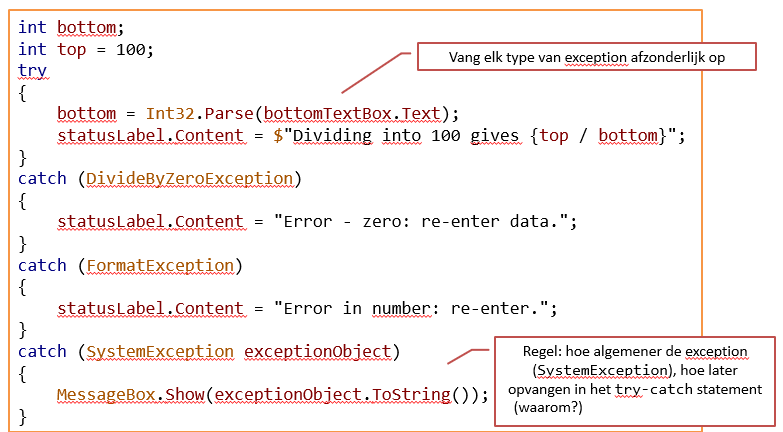 int bottom;
int top = 100;
try
{
    bottom = Int32.Parse(bottomTextBox.Text);
    statusLabel.Content = $"Dividing into 100 gives {top / bottom}";
}
catch (DivideByZeroException)
{
    statusLabel.Content = "Error - zero: re-enter data.";
}
catch (FormatException)
{
    statusLabel.Content = "Error in number: re-enter.";
}
catch (SystemException exceptionObject)
{
    MessageBox.Show(exceptionObject.ToString());
}
Vang elk type van exception afzonderlijk op
Regel: hoe algemener de exception
(SystemException), hoe later
opvangen in het try-catch statement
(waarom?)